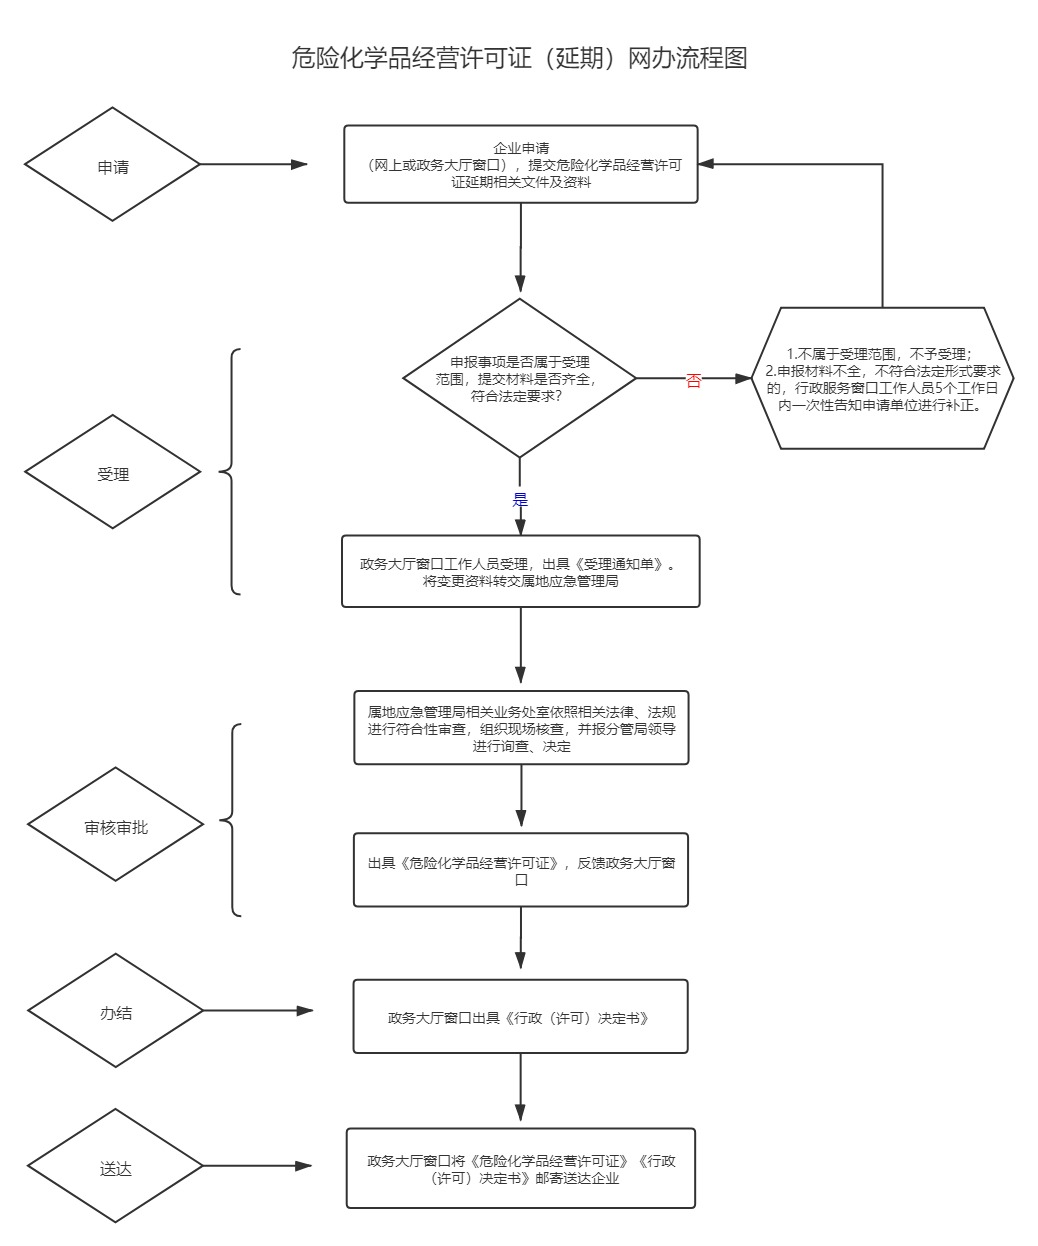 危险化学品经营许可证（延期）网办流程图
申请
企业申请
（网上或政务大厅窗口），提交危险化学品经营许可
证延期相关文件及资料
申报事项是否属于受理
范围，提交材料是否齐全，
符合法定要求？
否
1.不属于受理范围，不予受理；
2.申报材料不全，不符合法定形式要求
的，行政服务窗口工作人员5个工作日
内一次性告知申请单位进行补正。
受理
是
政务大厅窗口工作人员受理，出具《受理通知单》。
将变更资料转交属地应急管理局
属地应急管理局相关业务处室依照相关法律、法规
进行符合性审查，组织现场核查，并报分管局领导
进行询查、决定
审核审批
出具《危险化学品经营许可证》，反馈政务大厅窗
口
办结
政务大厅窗口出具《行政（许可）决定书》
送达
政务大厅窗口将《危险化学品经营许可证》《行政
（许可）决定书》邮寄送达企业